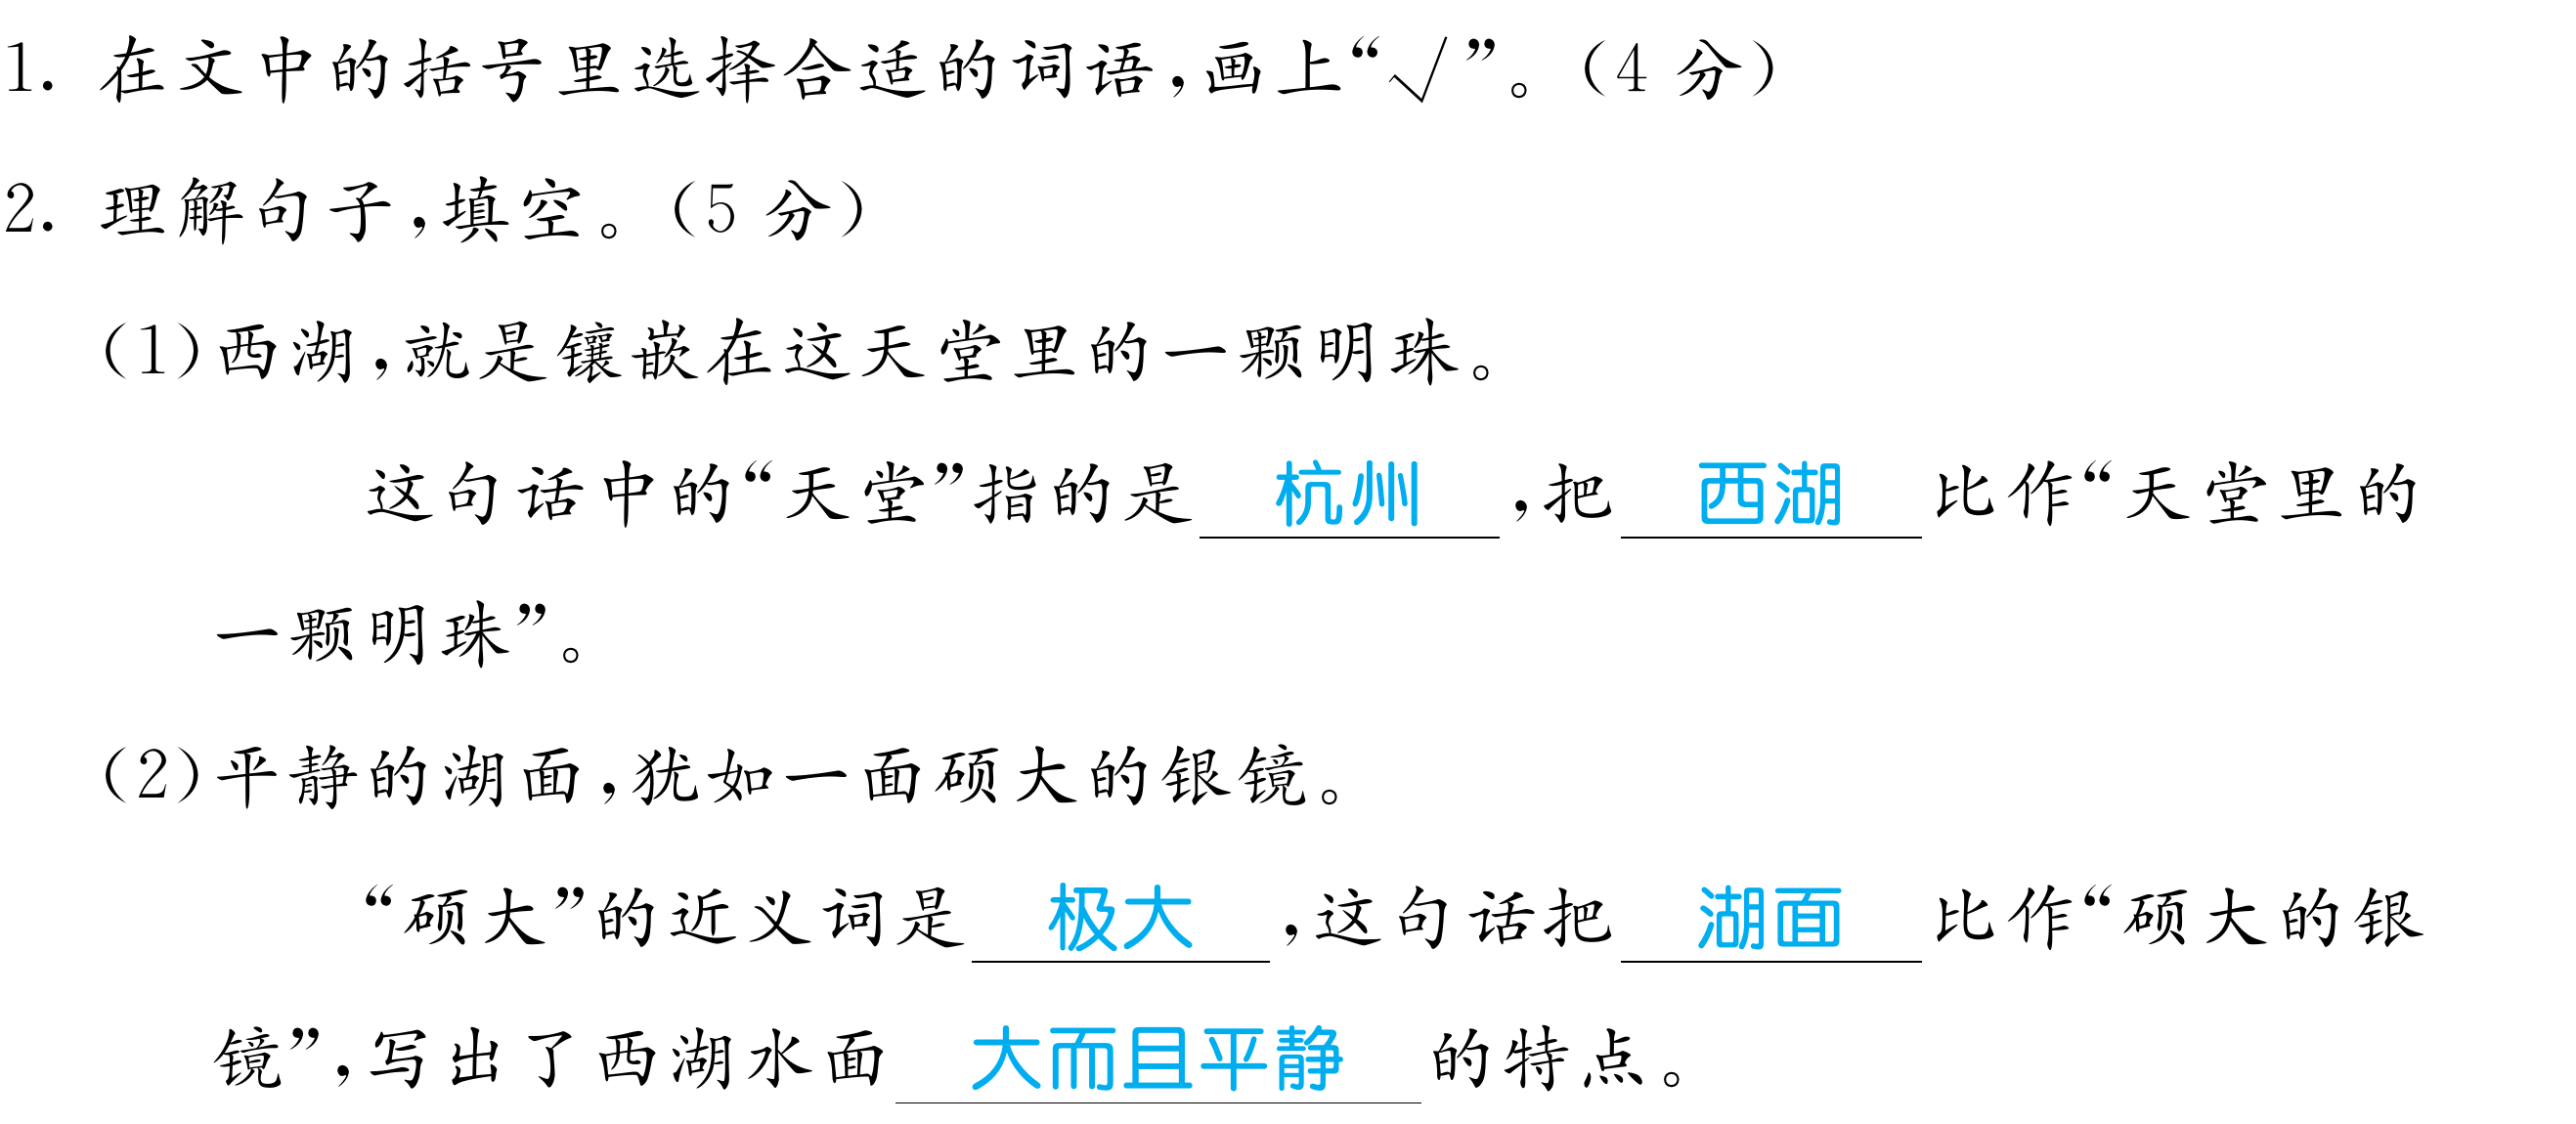 1. 在文中的括号里选择合适的词语,画上“√”。(4 分)
2. 理解句子,填空。(5 分)
(1)西湖,就是镶嵌在这天堂里的一颗明珠。
这句话中的“天堂”指的是 杭州 ,把 西湖 比作“天堂里的
一颗明珠”。
(2)平静的湖面,犹如一面硕大的银镜。
“硕大”的近义词是 极大 ,这句话把 湖面 比作“硕大的银
镜”,写出了西湖水面 大而且平静 的特点。